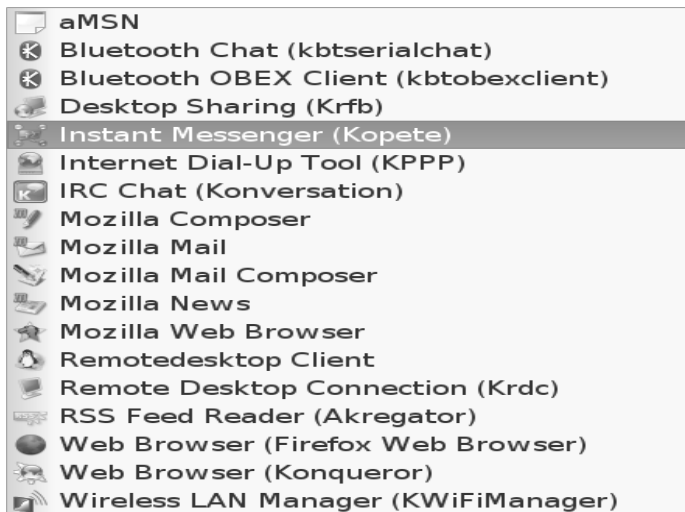 aMSN
Bluetooth Chat (kbtserialchat)
Bluetooth OBEX Client (kbtobexclient)
Desktop Sharing (Krfb)
Instant Messenger (Kopete)
Internet Dial-Up Tool (KPPP)
IRC Chat (Konversation)
Mozilla Composer
Mozilla Mail
Mozilla Mail Composer
Mozilla News
Mozilla Web Browser
Remotedesktop Client
Remote Desktop Connection (Krdc)
RSS Feed Reader (Akregator)
Web Browser (Firefox Web Browser)
Web Browser (Konqueror)
Wireless LAN Manager (KWiFiManager)